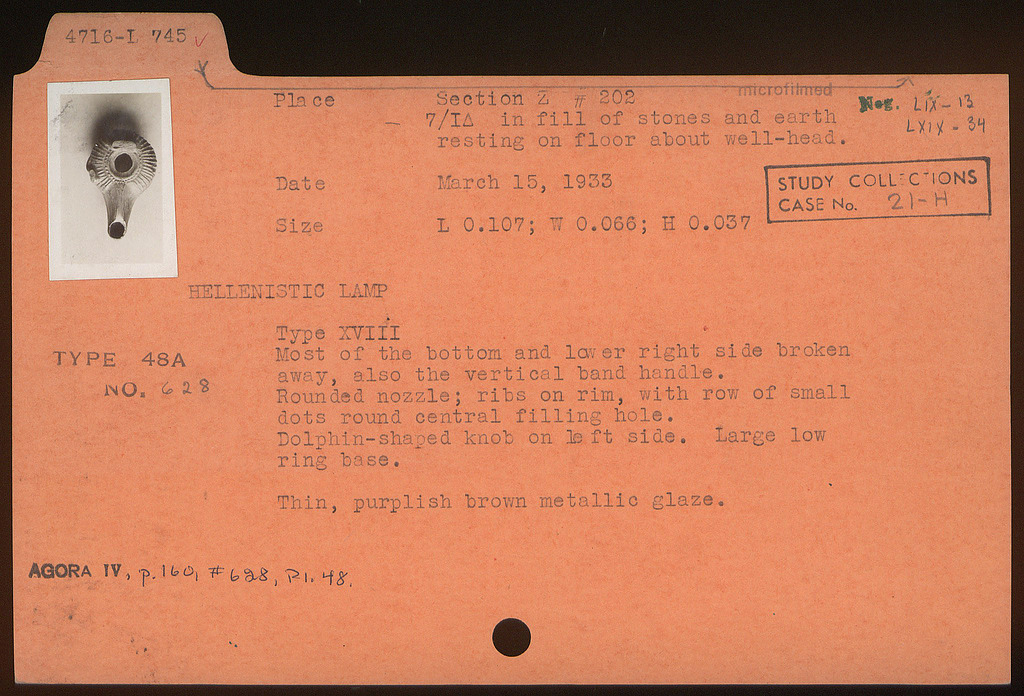 4716-L 745 ✓
microfilmed
Place Section Z # 202
— 7/ΙΔ in fill of stones and earth
resting on floor about well-head.
Neg. LIX-13
LXIX-34
Date March 15, 1933
STUDY COLLECTIONS
CASE No. 21-H
Size L 0.107; W 0.066; H 0.037
HELLENISTIC LAMP
Type XVIII
Most of the bottom and lower right side broken
away, also the vertical band handle.
Rounded nozzle; ribs on rim, with row of small
dots round central filling hole.
Dolphin-shaped knob on left side. Large low
ring base.
TYPE 48A
NO. 628
Thin, purplish brown metallic glaze.
AGORA IV, p.160, #628, Pl. 48.